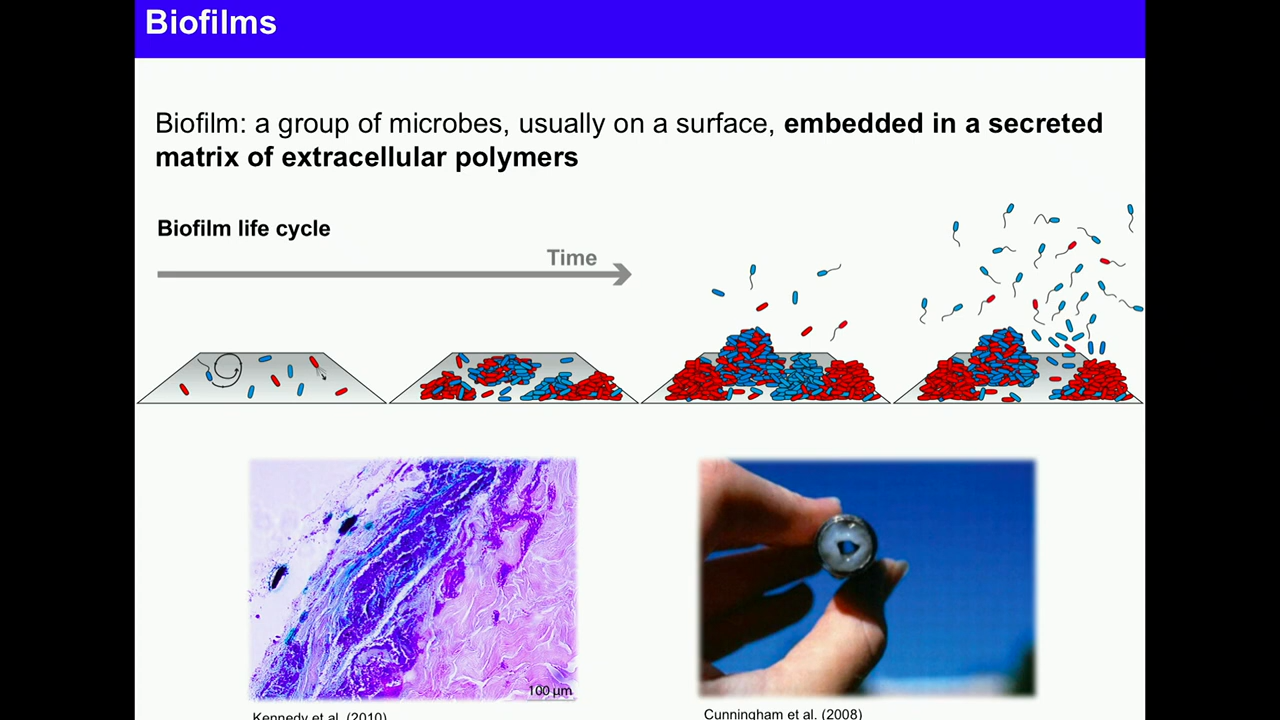 Biofilms
Biofilm: a group of microbes, usually on a surface, embedded in a secreted
matrix of extracellular polymers
Biofilm life cycle
Time
100 µm
Kennedy et al. (2010)
Cunningham et al. (2008)